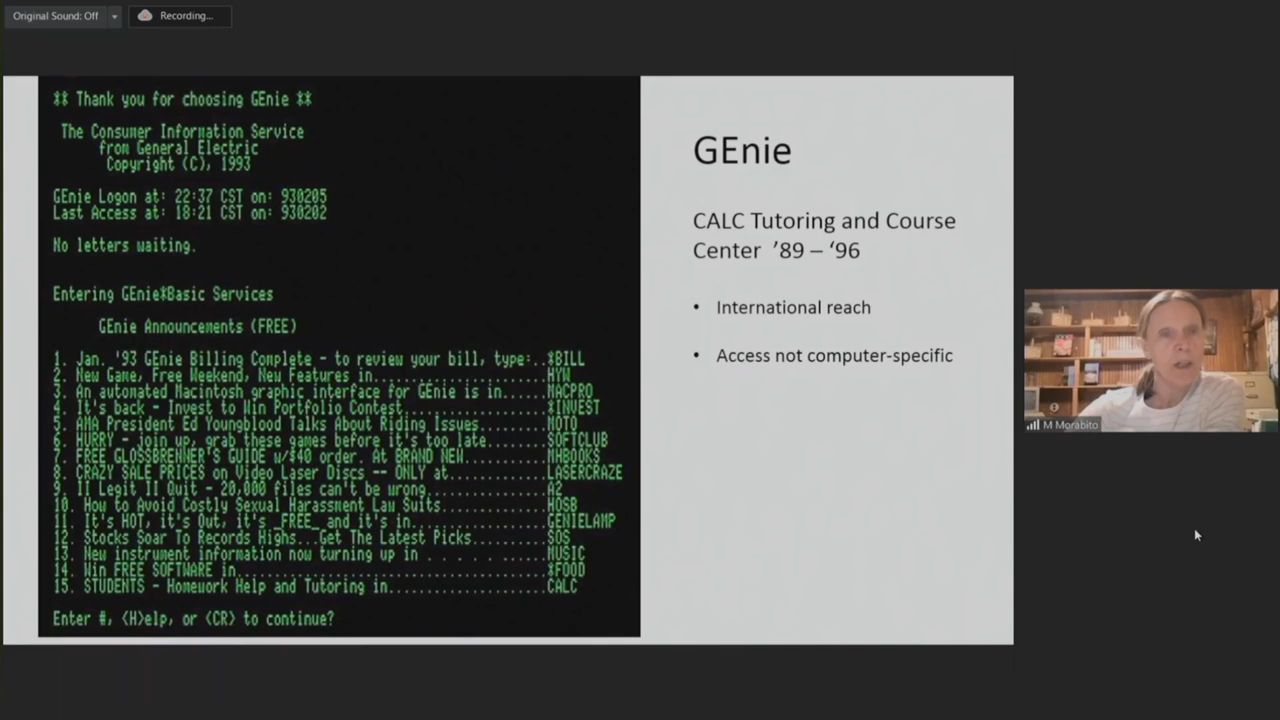 Original Sound: Off
Recording...
** Thank you for choosing GEnie **
The Consumer Information Service
from General Electric
Copyright (C), 1993
GEnie Logon at: 22:37 CST on: 930205
Last Access at: 18:21 CST on: 930202
No letters waiting.
Entering GEnie*Basic Services
GEnie Announcements (FREE)
1. Jan. '93 GEnie Billing Complete - to review your bill, type:..*BILL
2. New Game, Free Weekend, New Features in......................MYW
3. An automated Macintosh graphic interface for GEnie is in.....MACPRO
4. It's back - Invest to Win Portfolio Contest..................*INVEST
5. AMA President Ed Youngblood Talks About Riding Issues........MOTO
6. HURRY - join up, grab these games before it's too late.......SOFTCLUB
7. FREE GLOSSBRENNER'S GUIDE w/$40 order. At BRAND NEW..........MHBOOKS
8. CRAZY SALE PRICES on Video Laser Discs -- ONLY at............LASERCRAZE
9. II Legit II Quit - 20,000 files can't be wrong...............A2
10. How to Avoid Costly Sexual Harassment Law Suits.............HOSB
11. It's HOT, it's Out, it's _FREE_ and it's in.................GENIELAMP
12. Stocks Soar To Records Highs...Get The Latest Picks.........SOS
13. New instrument information now turning up in . . . . . . . .MUSIC
14. Win FREE SOFTWARE in........................................*FOOD
15. STUDENTS - Homework Help and Tutoring in....................CALC
Enter #, <H>elp, or <CR> to continue?
GEnie
CALC Tutoring and Course
Center ’89 – ‘96
• International reach
• Access not computer-specific
M Morabito